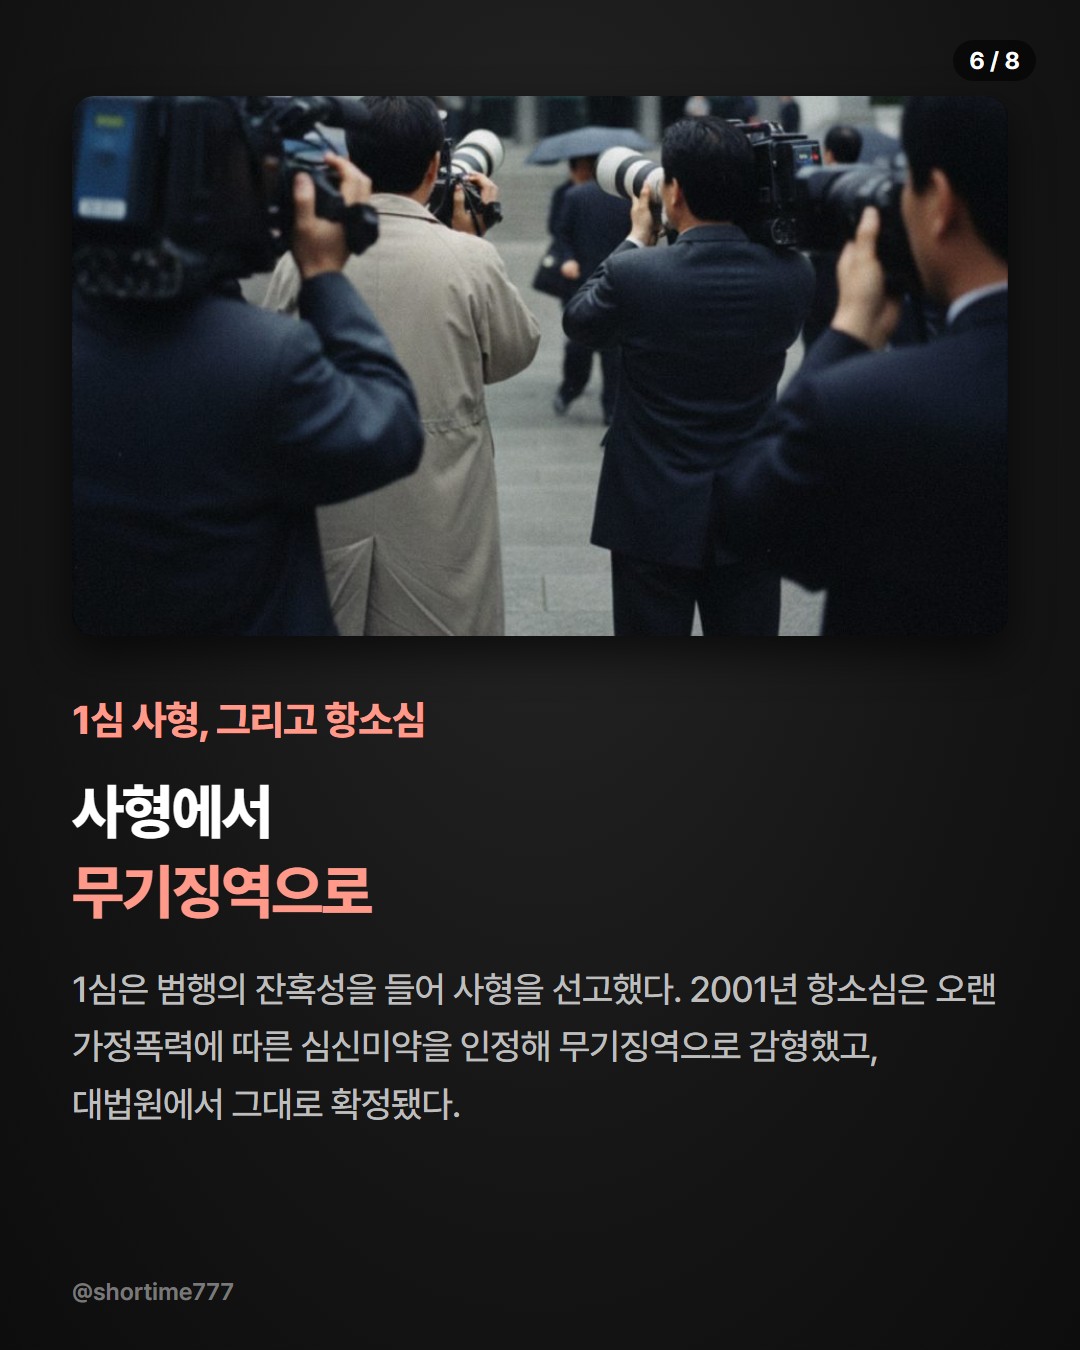 6 / 8
1심 사형, 그리고 항소심
사형에서
무기징역으로
1심은 범행의 잔혹성을 들어 사형을 선고했다. 2001년 항소심은 오랜
가정폭력에 따른 심신미약을 인정해 무기징역으로 감형했고,
대법원에서 그대로 확정됐다.
@shortime777